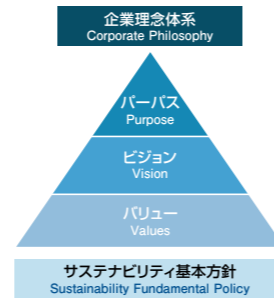 企業理念体系
Corporate Philosophy
パーパス
Purpose
ビジョン
Vision
バリュー
Values
サステナビリティ基本方針
Sustainability Fundamental Policy